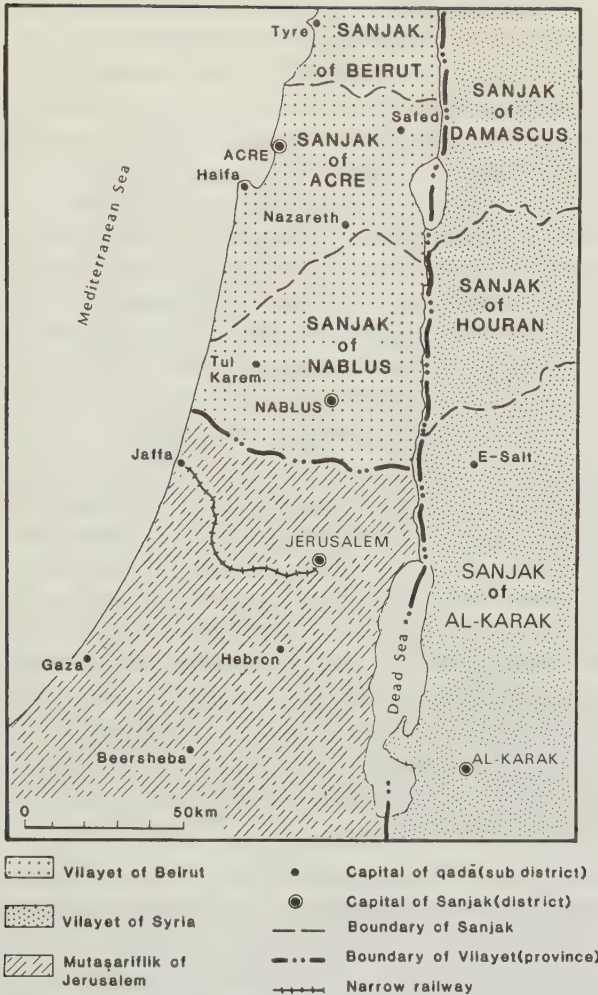 Tyre
SANJAK
of BEIRUT
Safed
SANJAK
of
DAMASCUS
ACRE
SANJAK
of
ACRE
Haifa
Nazareth
Mediterranean Sea
SANJAK
of
HOURAN
SANJAK
of
NABLUS
Tul
Karem
NABLUS
Jaffa
E-Salt
JERUSALEM
SANJAK
of
AL-KARAK
Gaza
Hebron
Dead Sea
Beersheba
AL-KARAK
0 50km
Vilayet of Beirut
Vilayet of Syria
Mutaṣariflik of
Jerusalem
Capital of qadā(sub district)
Capital of Sanjak(district)
Boundary of Sanjak
Boundary of Vilayet(province)
Narrow railway